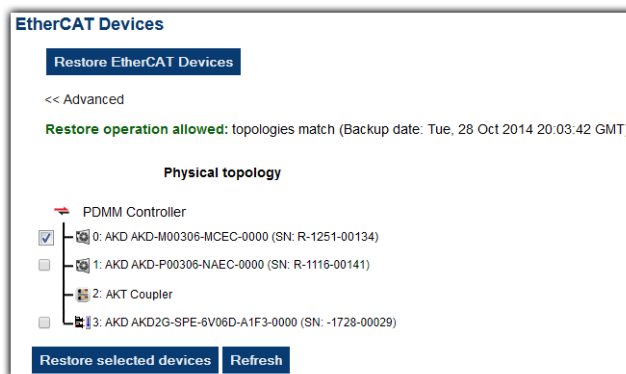 EtherCAT Devices
Restore EtherCAT Devices
<< Advanced
Restore operation allowed: topologies match (Backup date: Tue, 28 Oct 2014 20:03:42 GMT)
Physical topology
PDMM Controller
0: AKD AKD-M00306-MCEC-0000 (SN: R-1251-00134)
1: AKD AKD-P00306-NAEC-0000 (SN: R-1116-00141)
2: AKT Coupler
3: AKD AKD2G-SPE-6V06D-A1F3-0000 (SN: -1728-00029)
Restore selected devices Refresh